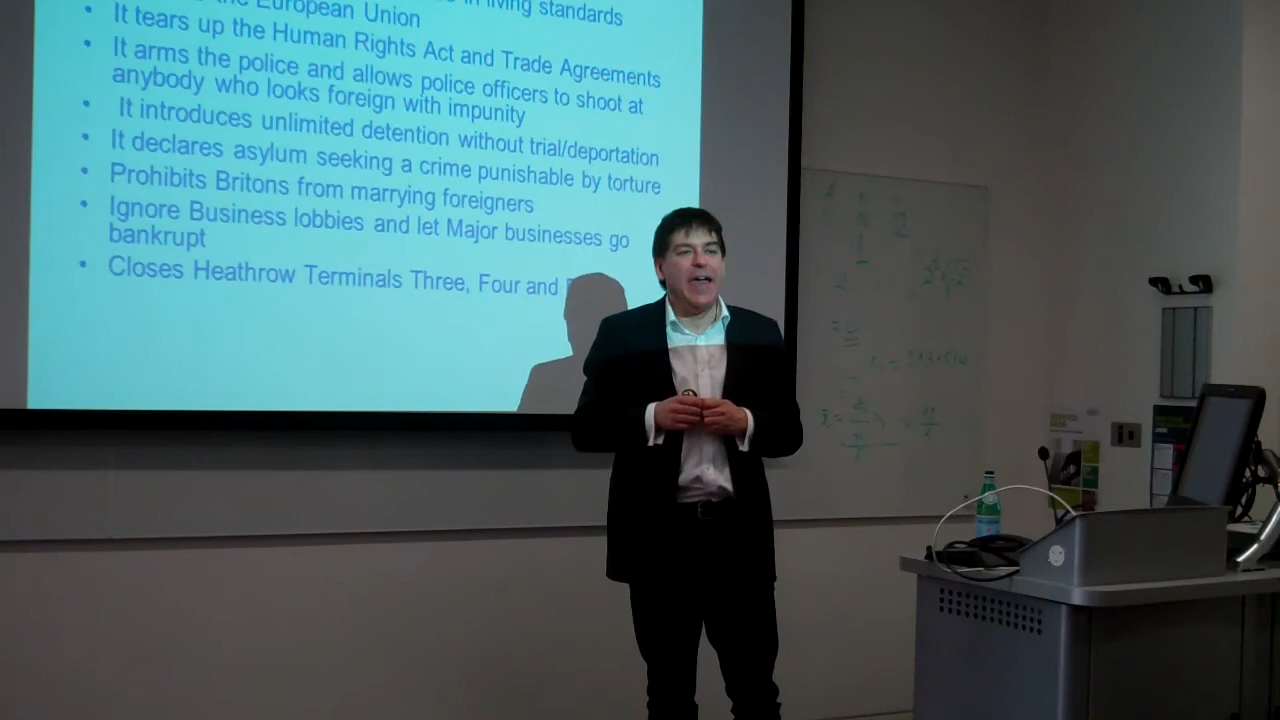 in living standards
the European Union
• It tears up the Human Rights Act and Trade Agreements
• It arms the police and allows police officers to shoot at
anybody who looks foreign with impunity
• It introduces unlimited detention without trial/deportation
• It declares asylum seeking a crime punishable by torture
• Prohibits Britons from marrying foreigners
• Ignore Business lobbies and let Major businesses go
bankrupt
• Closes Heathrow Terminals Three, Four and